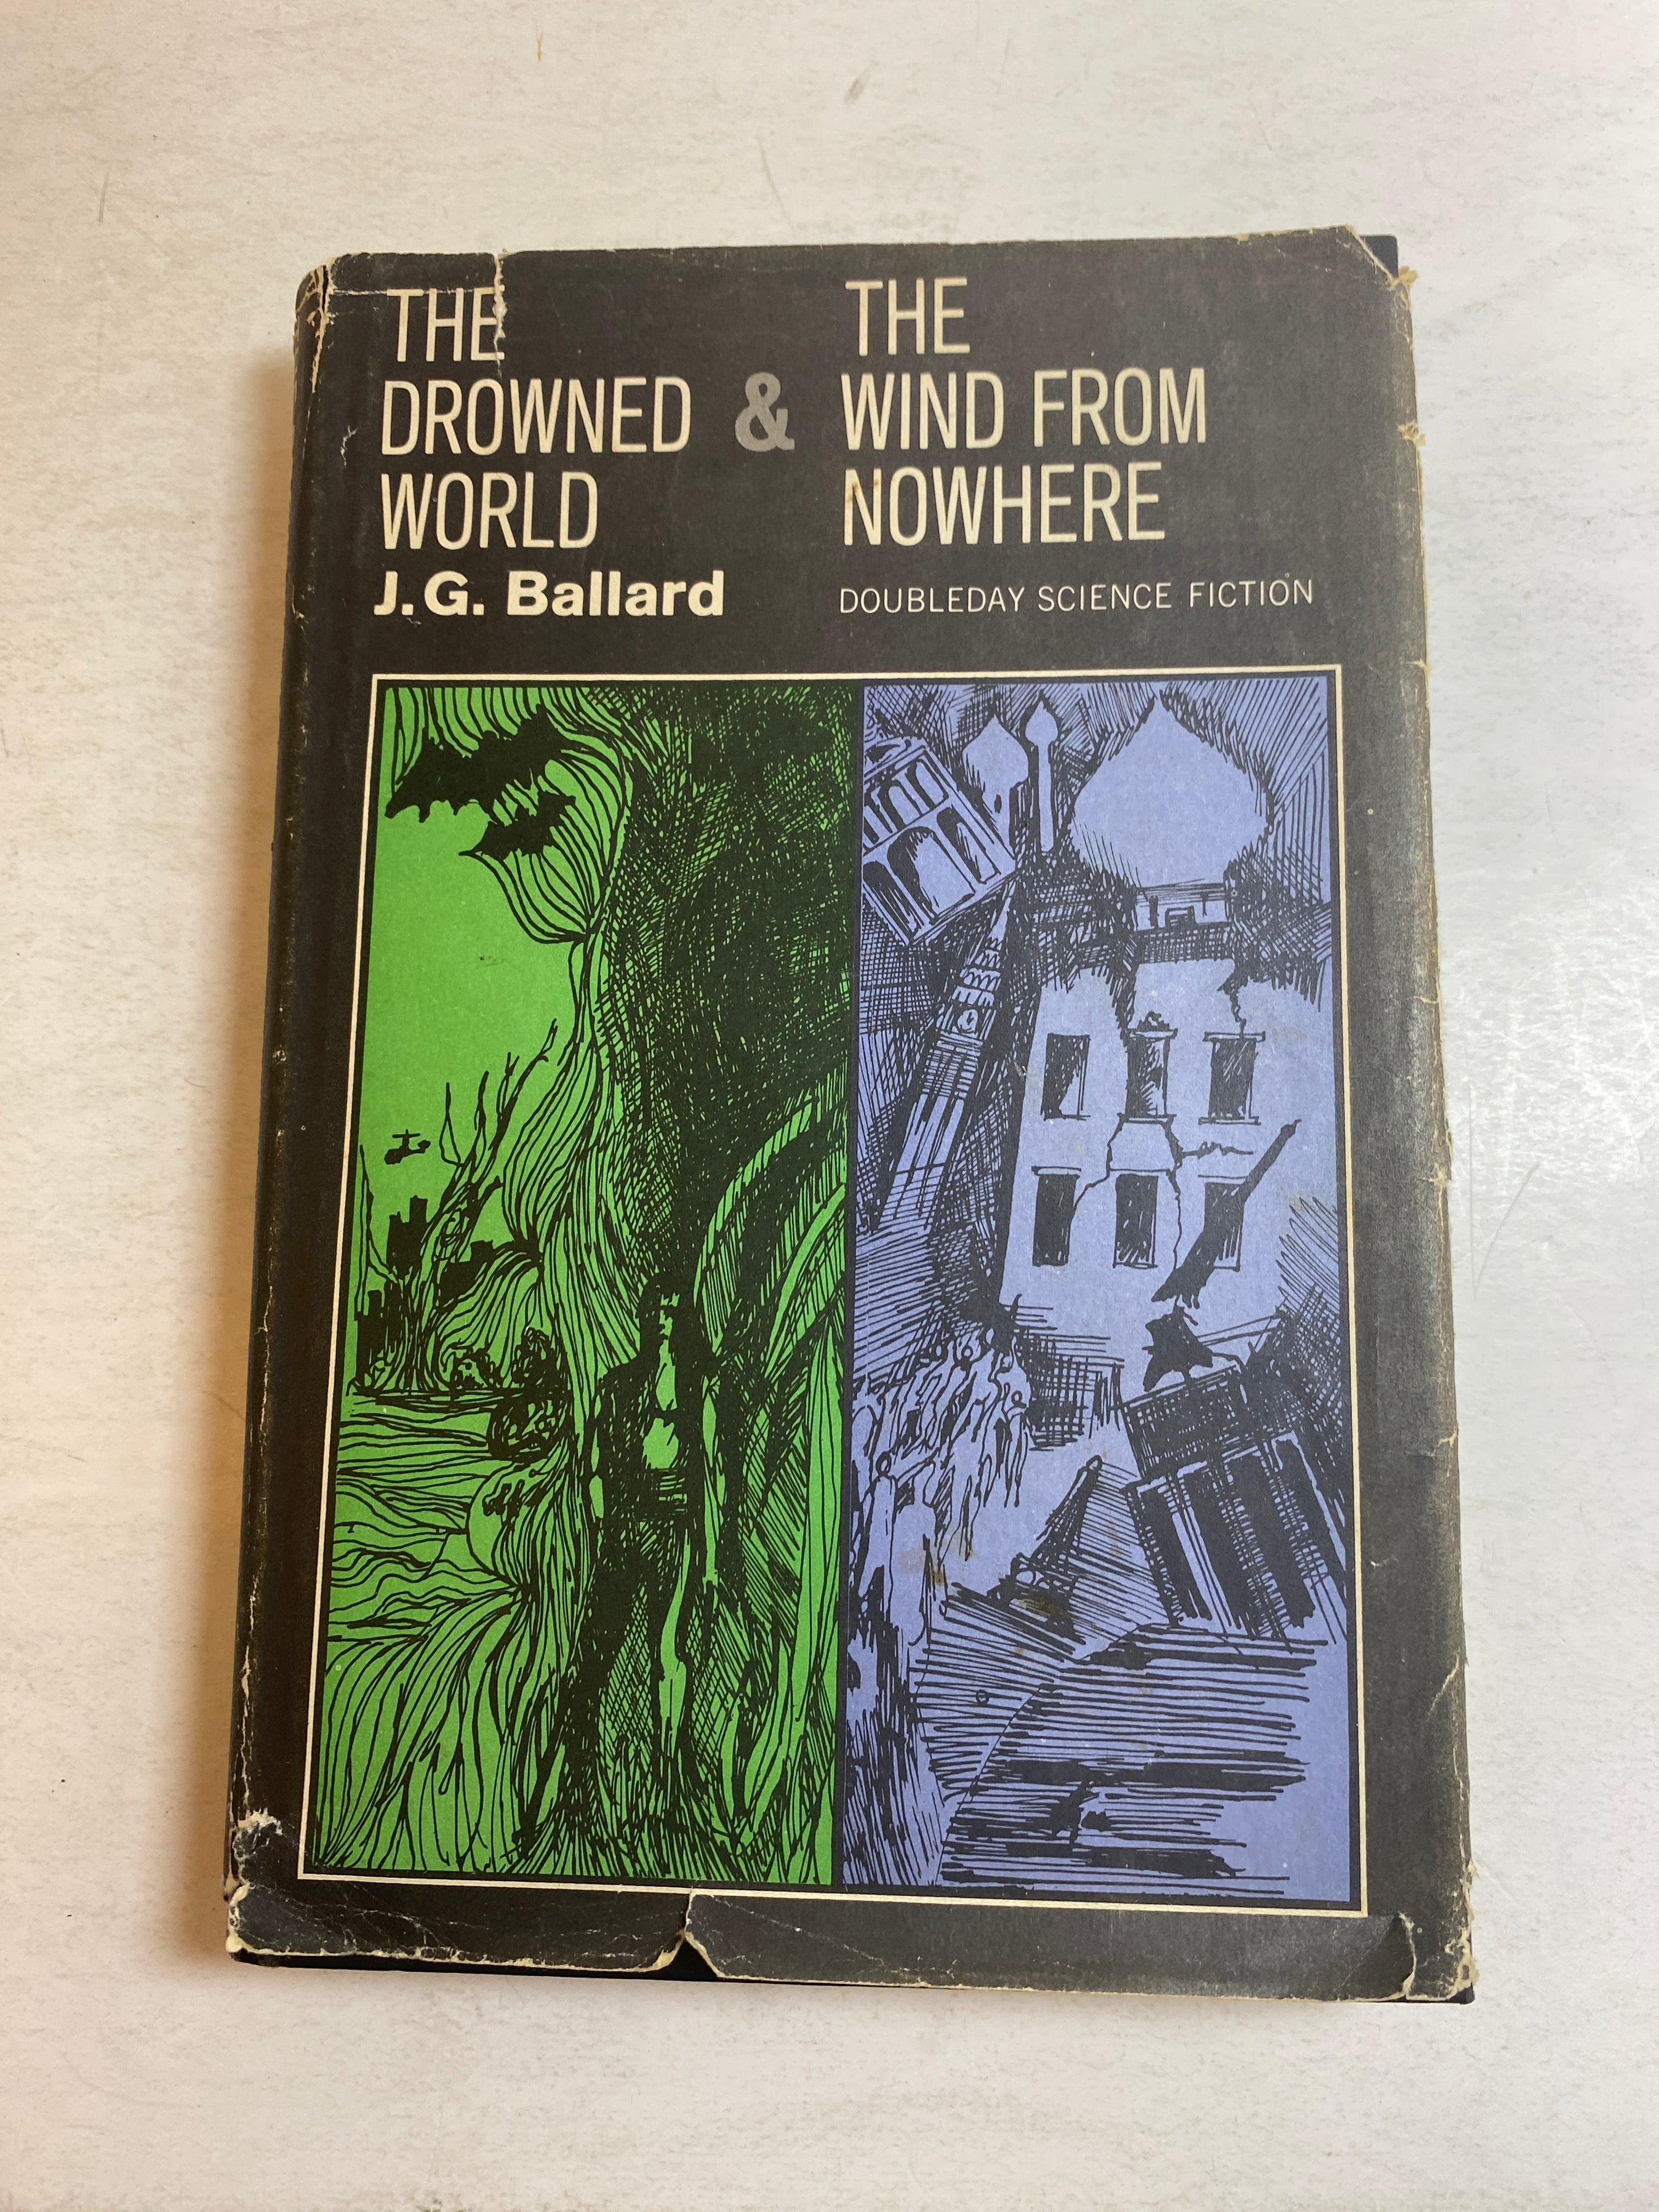 THE
DROWNED
WORLD
&
THE
WIND FROM
NOWHERE
J.G. Ballard
DOUBLEDAY SCIENCE FICTION